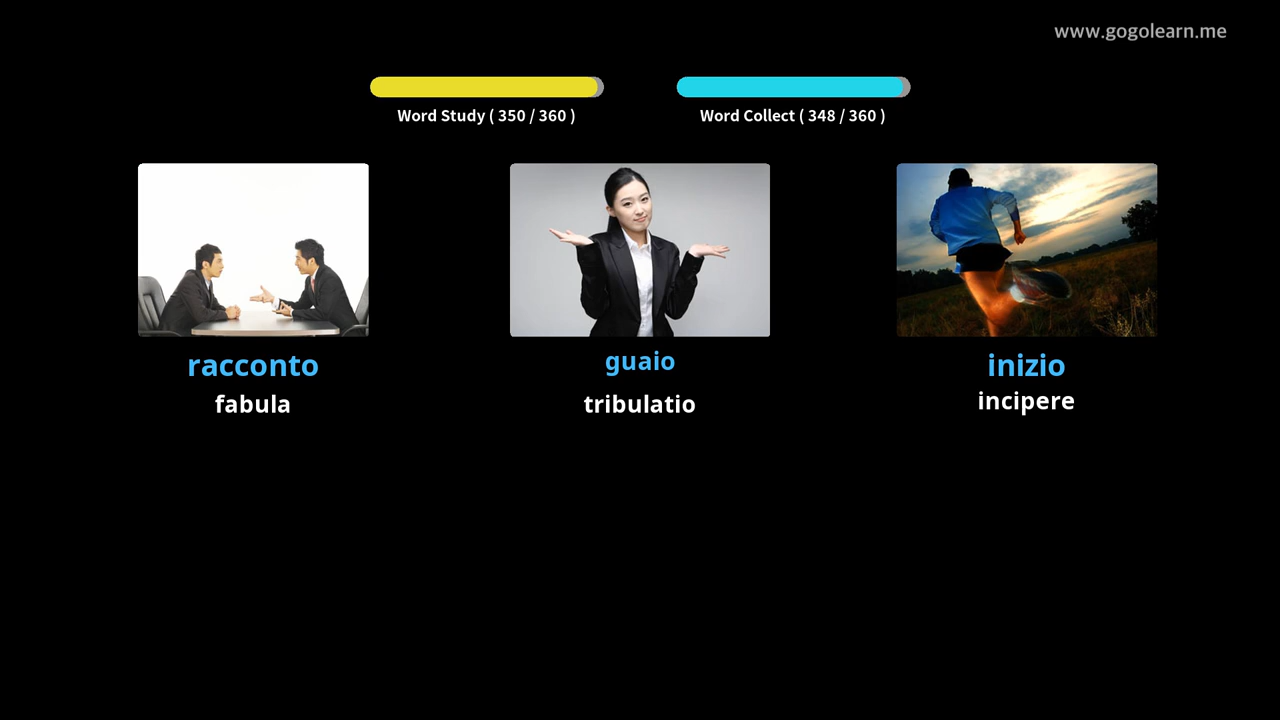 www.gogolearn.me
Word Study ( 350 / 360 )
Word Collect ( 348 / 360 )
racconto
fabula
guaio
tribulatio
inizio
incipere